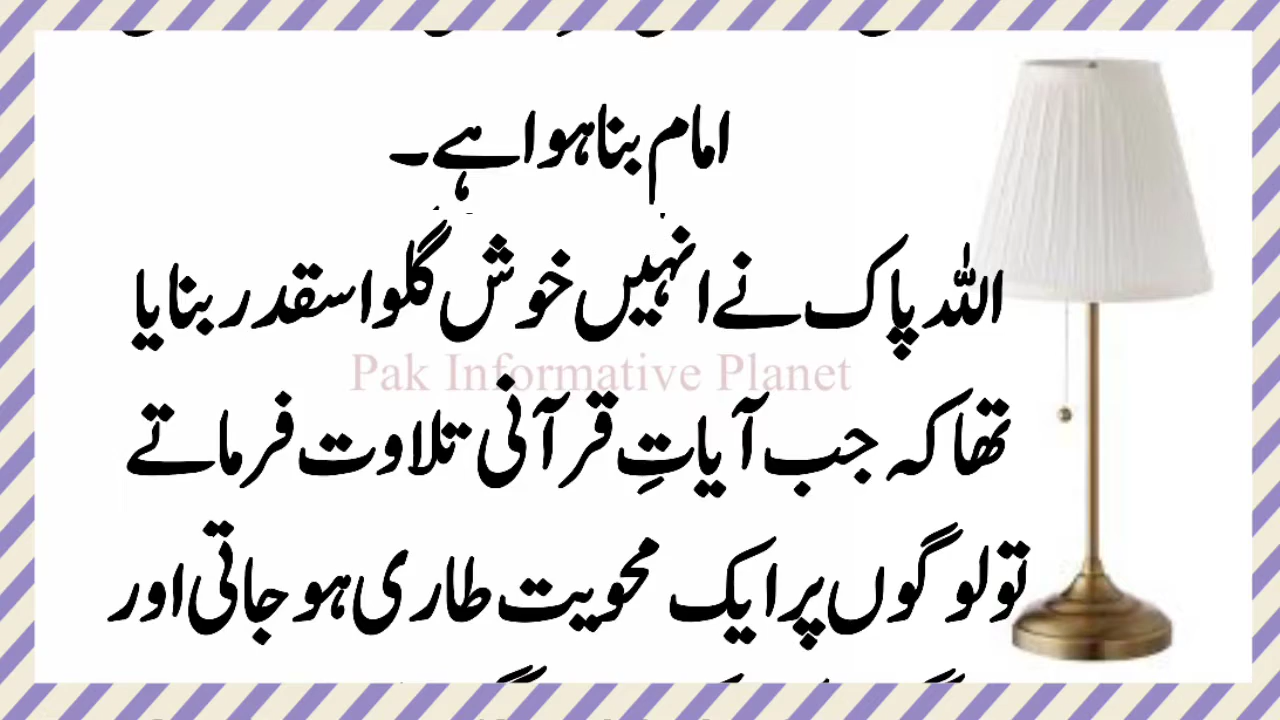 امام بنا ہوا ہے۔
اللہ پاک نے انہیں خوش گلو اسقدر بنایا
Pak Informative Planet
تھا کہ جب آیاتِ قرآنی تلاوت فرماتے
تو لوگوں پر ایک محویت طاری ہو جاتی اور